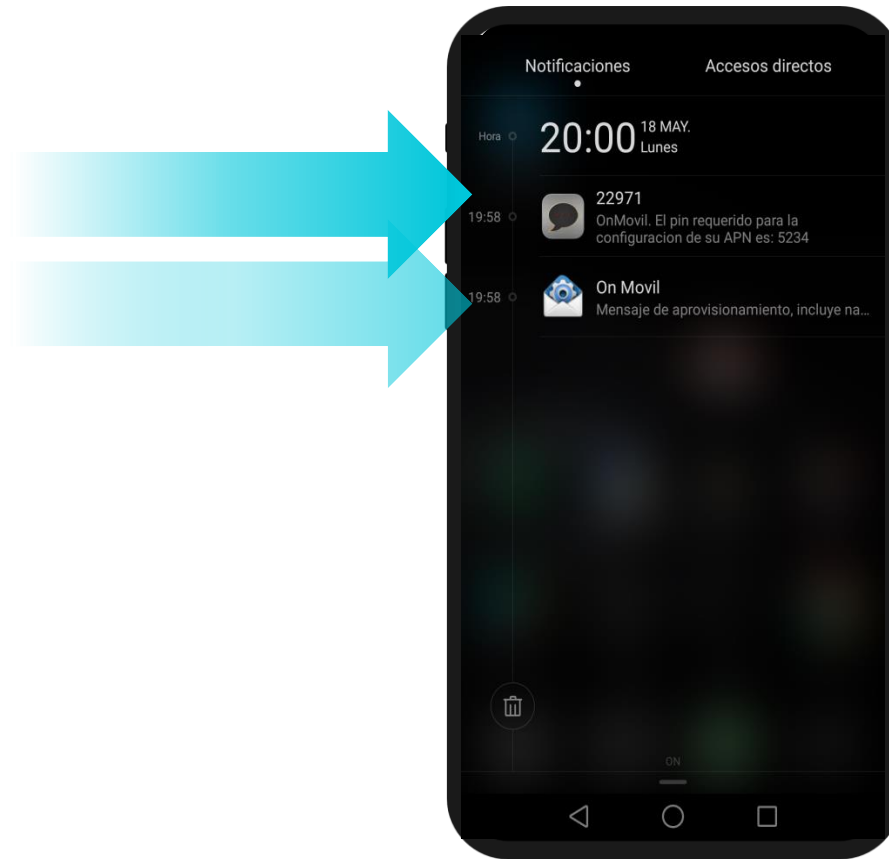 Notificaciones
Accesos directos
Hora
20:00
18 MAY.
Lunes
19:58
22971
OnMovil. El pin requerido para la
configuracion de su APN es: 5234
19:58
On Movil
Mensaje de aprovisionamiento, incluye na…
ON